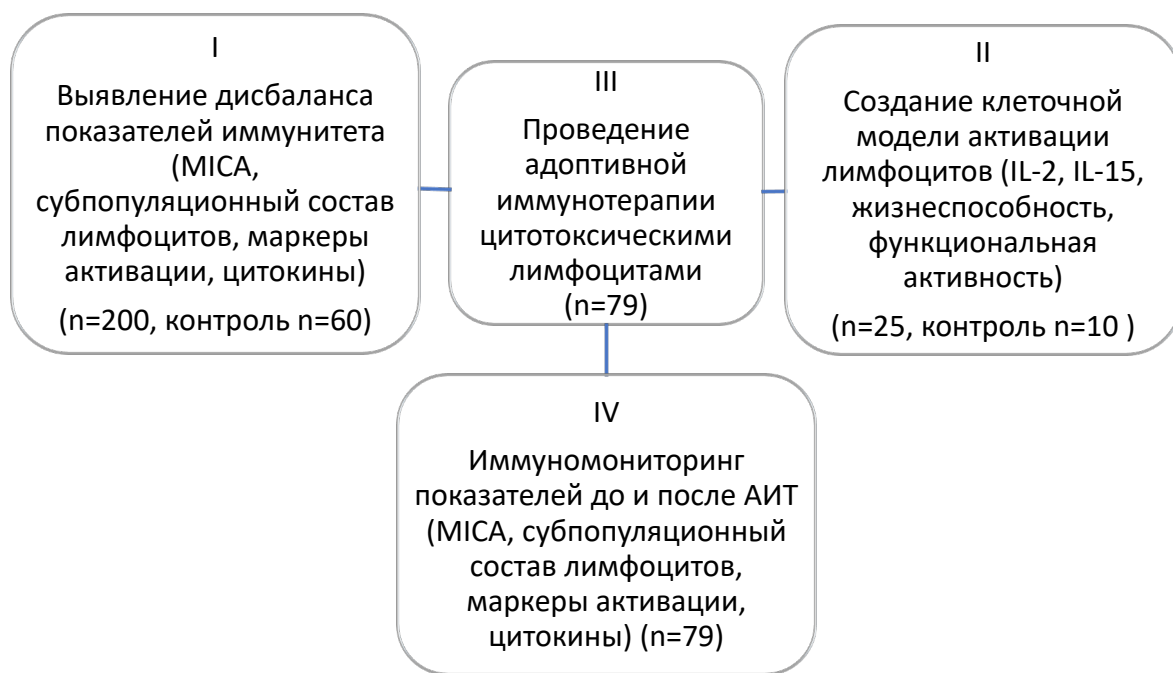 I
Выявление дисбаланса
показателей иммунитета
(MICA,
субпопуляционный состав
лимфоцитов, маркеры
активации, цитокины)
(n=200, контроль n=60)
III
Проведение
адоптивной
иммунотерапии
цитотоксическими
лимфоцитами
(n=79)
II
Создание клеточной
модели активации
лимфоцитов (IL-2, IL-15,
жизнеспособность,
функциональная
активность)
(n=25, контроль n=10 )
IV
Иммуномониторинг
показателей до и после АИТ
(MICA, субпопуляционный
состав лимфоцитов,
маркеры активации,
цитокины) (n=79)